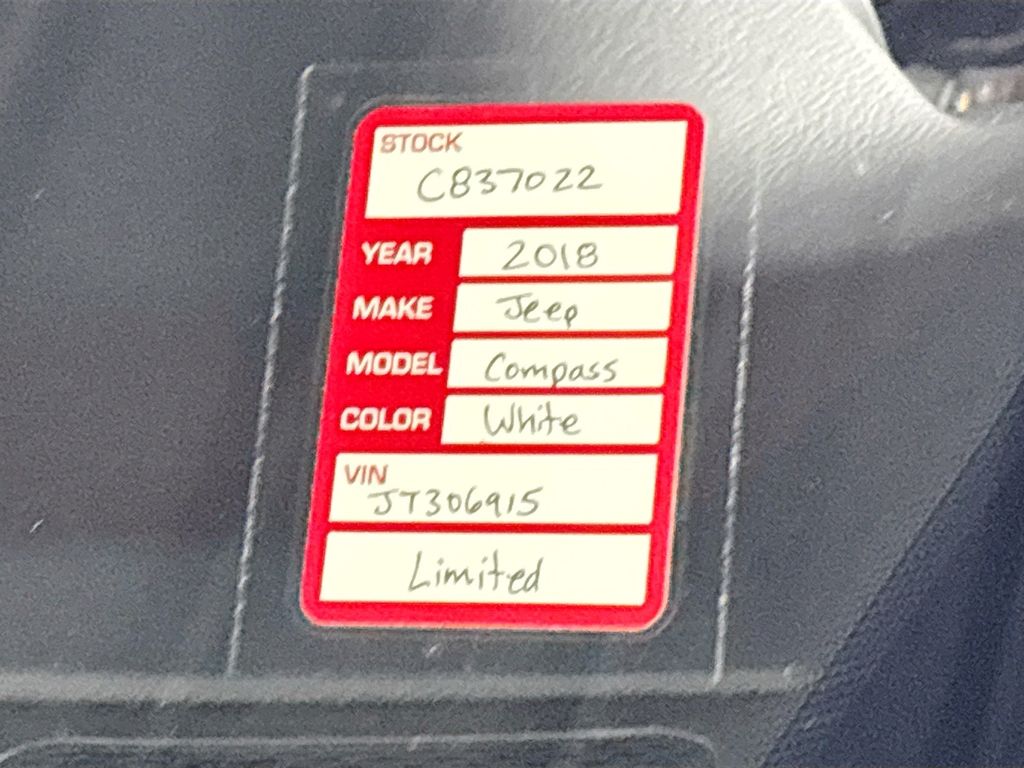 STOCK
C837022
YEAR 2018
MAKE Jeep
MODEL Compass
COLOR White
VIN
JT306915
Limited